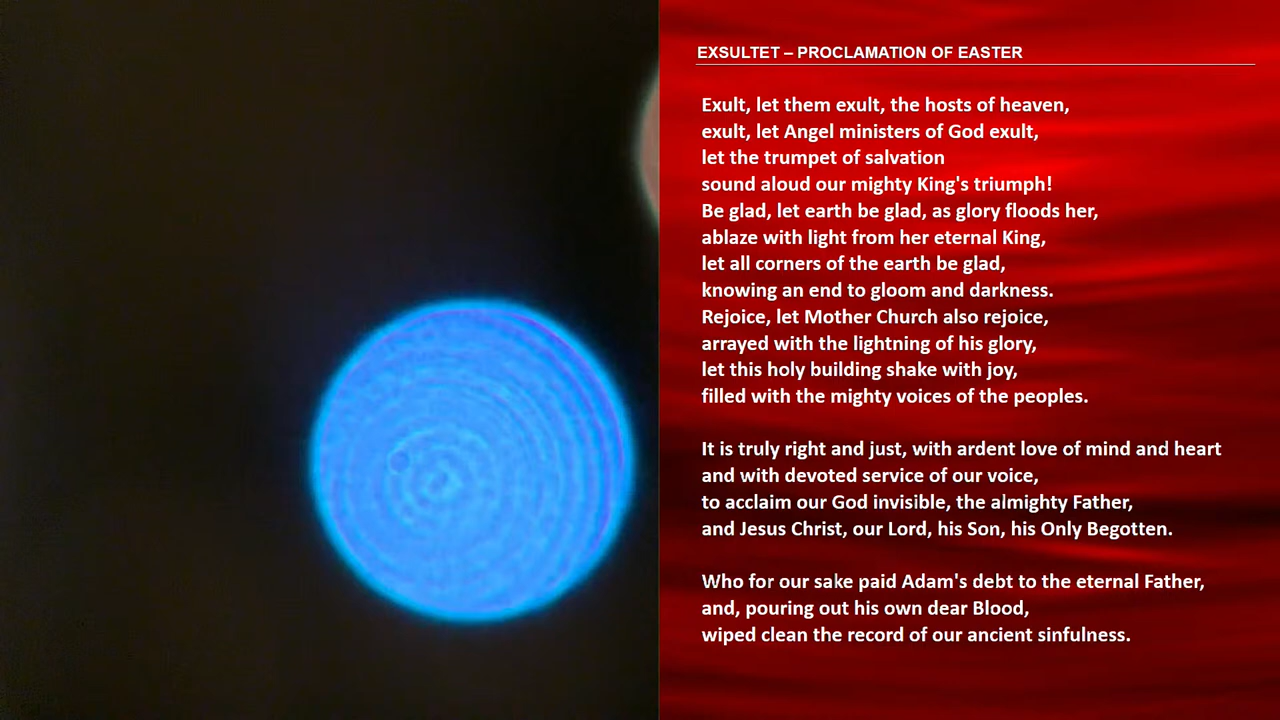 EXSULTET – PROCLAMATION OF EASTER
Exult, let them exult, the hosts of heaven,
exult, let Angel ministers of God exult,
let the trumpet of salvation
sound aloud our mighty King's triumph!
Be glad, let earth be glad, as glory floods her,
ablaze with light from her eternal King,
let all corners of the earth be glad,
knowing an end to gloom and darkness.
Rejoice, let Mother Church also rejoice,
arrayed with the lightning of his glory,
let this holy building shake with joy,
filled with the mighty voices of the peoples.
It is truly right and just, with ardent love of mind and heart
and with devoted service of our voice,
to acclaim our God invisible, the almighty Father,
and Jesus Christ, our Lord, his Son, his Only Begotten.
Who for our sake paid Adam's debt to the eternal Father,
and, pouring out his own dear Blood,
wiped clean the record of our ancient sinfulness.